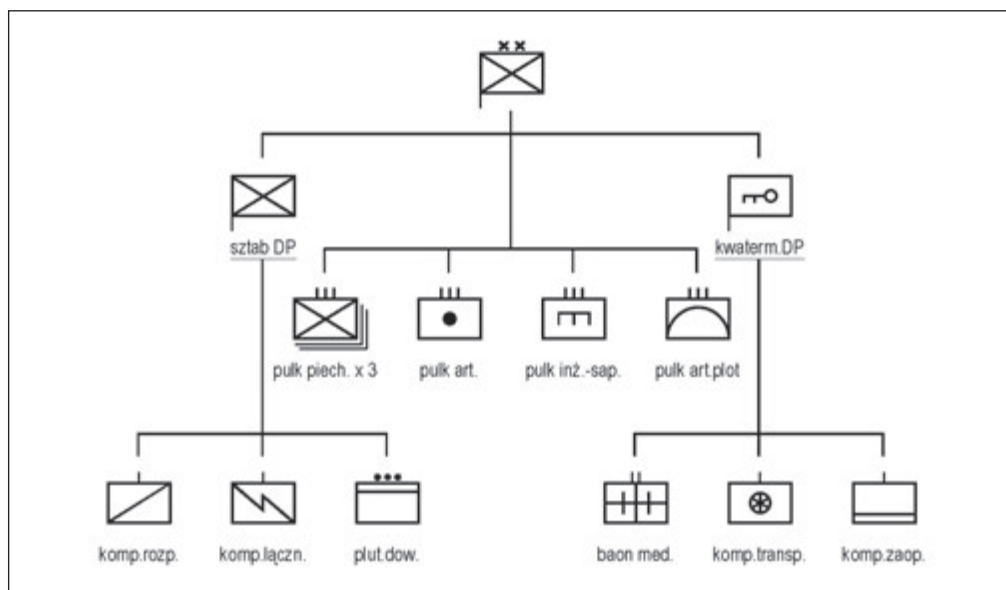 sztab DP
kwaterm.DP
pułk piech. x 3
pułk art.
pułk inż.-sap.
pułk art.plot
komp.rozp.
komp.łączn.
plut.dow.
baon med.
komp.transp.
komp.zaop.